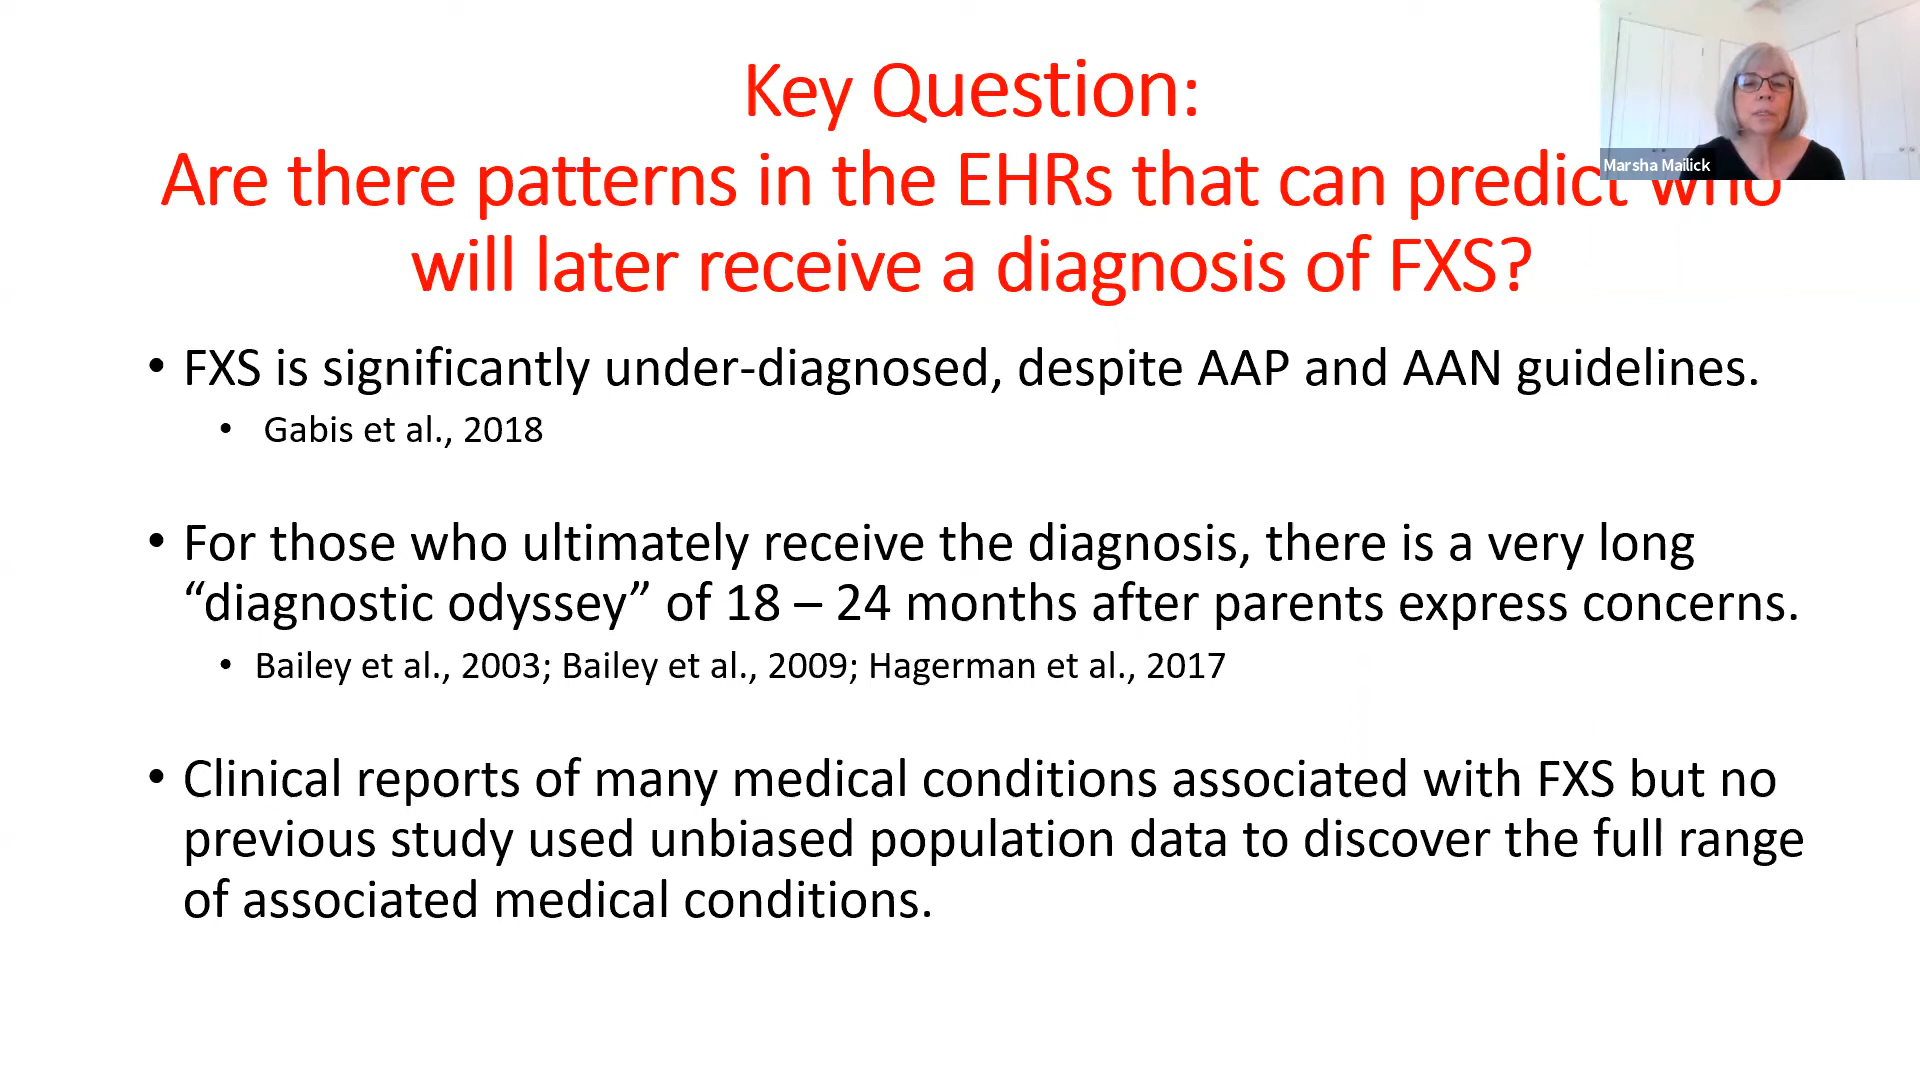 Key Question:
Are there patterns in the EHRs that can predict who
will later receive a diagnosis of FXS?
Marsha Mailick
• FXS is significantly under-diagnosed, despite AAP and AAN guidelines.
• Gabis et al., 2018
• For those who ultimately receive the diagnosis, there is a very long
“diagnostic odyssey” of 18 – 24 months after parents express concerns.
• Bailey et al., 2003; Bailey et al., 2009; Hagerman et al., 2017
• Clinical reports of many medical conditions associated with FXS but no
previous study used unbiased population data to discover the full range
of associated medical conditions.